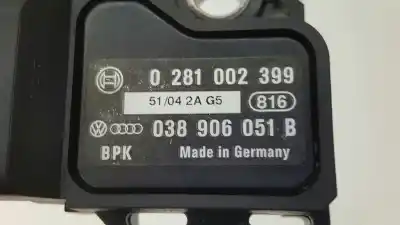 0 281 002 399
51/04 2A G5 816
038 906 051 B
BPK Made in Germany